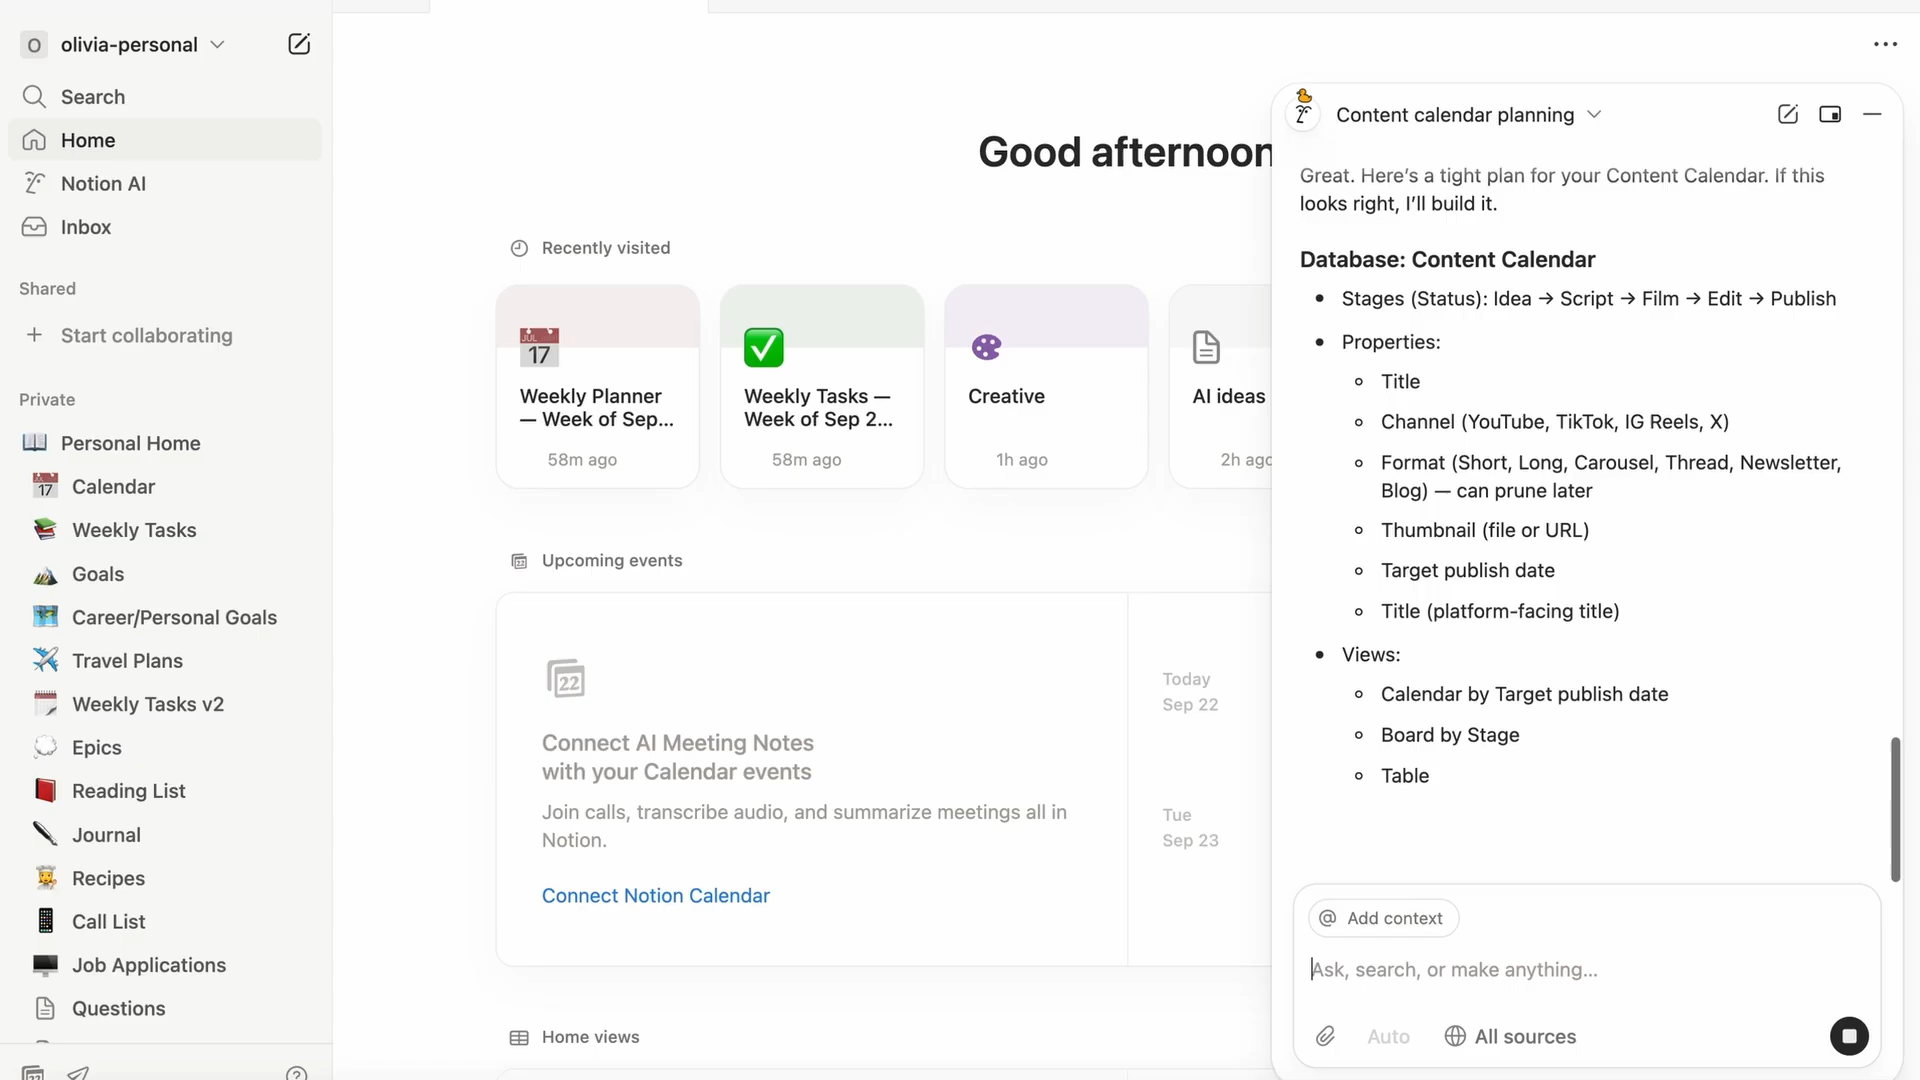 O olivia-personal
Search
Home
Notion AI
Inbox
Shared
Start collaborating
Private
Personal Home
Calendar
Weekly Tasks
Goals
Career/Personal Goals
Travel Plans
Weekly Tasks v2
Epics
Reading List
Journal
Recipes
Call List
Job Applications
Questions
Good afternoon
Recently visited
JUL
17
Weekly Planner
— Week of Sep...
58m ago
Weekly Tasks —
Week of Sep 2...
58m ago
Creative
1h ago
AI ideas
2h ago
Upcoming events
22
Connect AI Meeting Notes
with your Calendar events
Join calls, transcribe audio, and summarize meetings all in
Notion.
Connect Notion Calendar
Today
Sep 22
Tue
Sep 23
Home views
Content calendar planning
Great. Here’s a tight plan for your Content Calendar. If this
looks right, I’ll build it.
Database: Content Calendar
• Stages (Status): Idea → Script → Film → Edit → Publish
• Properties:
◦ Title
◦ Channel (YouTube, TikTok, IG Reels, X)
◦ Format (Short, Long, Carousel, Thread, Newsletter,
Blog) — can prune later
◦ Thumbnail (file or URL)
◦ Target publish date
◦ Title (platform-facing title)
• Views:
◦ Calendar by Target publish date
◦ Board by Stage
◦ Table
@ Add context
Ask, search, or make anything...
Auto
All sources